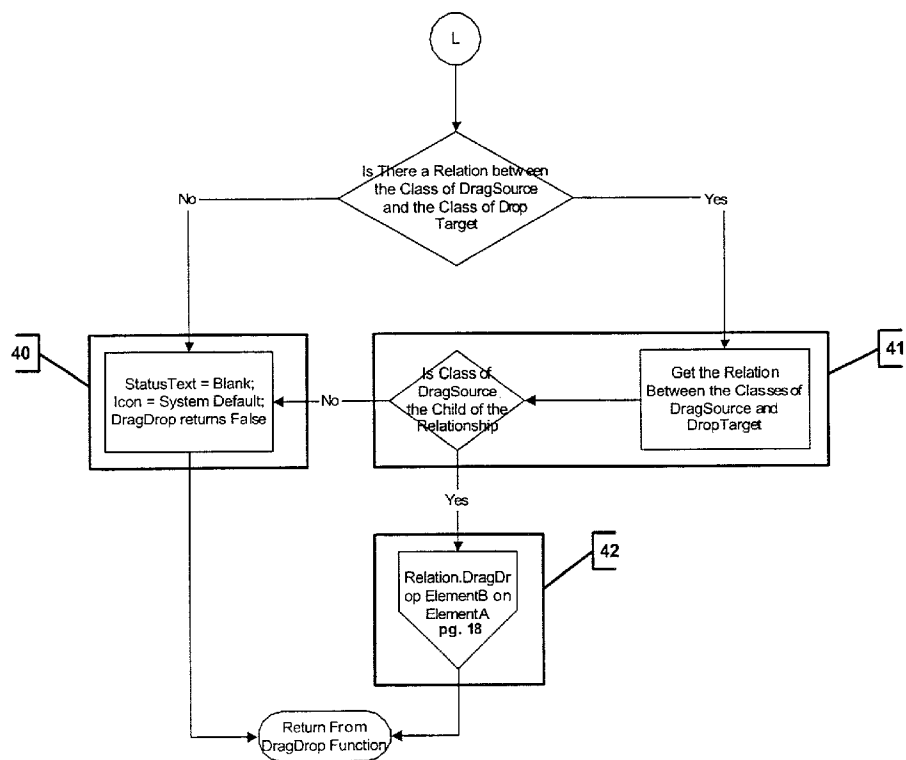 L
Is There a Relation between
the Class of DragSource
and the Class of Drop
Target
No
Yes
40
41
StatusText = Blank;
Icon = System Default;
DragDrop returns False
No
Is Class of
DragSource
the Child of the
Relationship
Get the Relation
Between the Classes of
DragSource and
DropTarget
Yes
42
Relation.DragDr
op ElementB on
ElementA
pg. 18
Return From
DragDrop Function